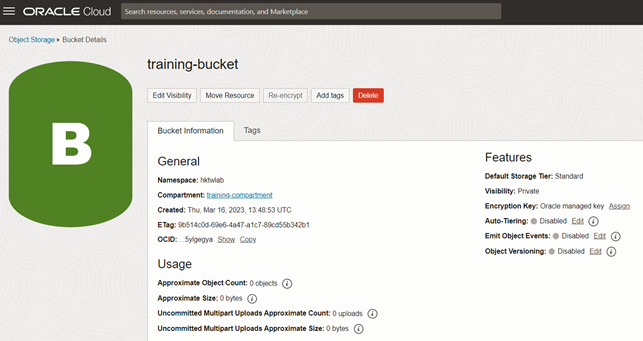 ORACLE Cloud
Search resources, services, documentation, and Marketplace
Object Storage » Bucket Details
B
training-bucket
Edit Visibility Move Resource Re-encrypt Add tags Delete
Bucket Information Tags
General
Namespace: hktwlab
Compartment: training-compartment
Created: Thu, Mar 16, 2023, 13:48:53 UTC
ETag: 9b514c0d-69e6-4a47-a1c7-89cd55b342b1
OCID: ...5ylgegya Show Copy
Usage
Approximate Object Count: 0 objects
Approximate Size: 0 bytes
Uncommitted Multipart Uploads Approximate Count: 0 uploads
Uncommitted Multipart Uploads Approximate Size: 0 bytes
Features
Default Storage Tier: Standard
Visibility: Private
Encryption Key: Oracle managed key Assign
Auto-Tiering: Disabled Edit
Emit Object Events: Disabled Edit
Object Versioning: Disabled Edit